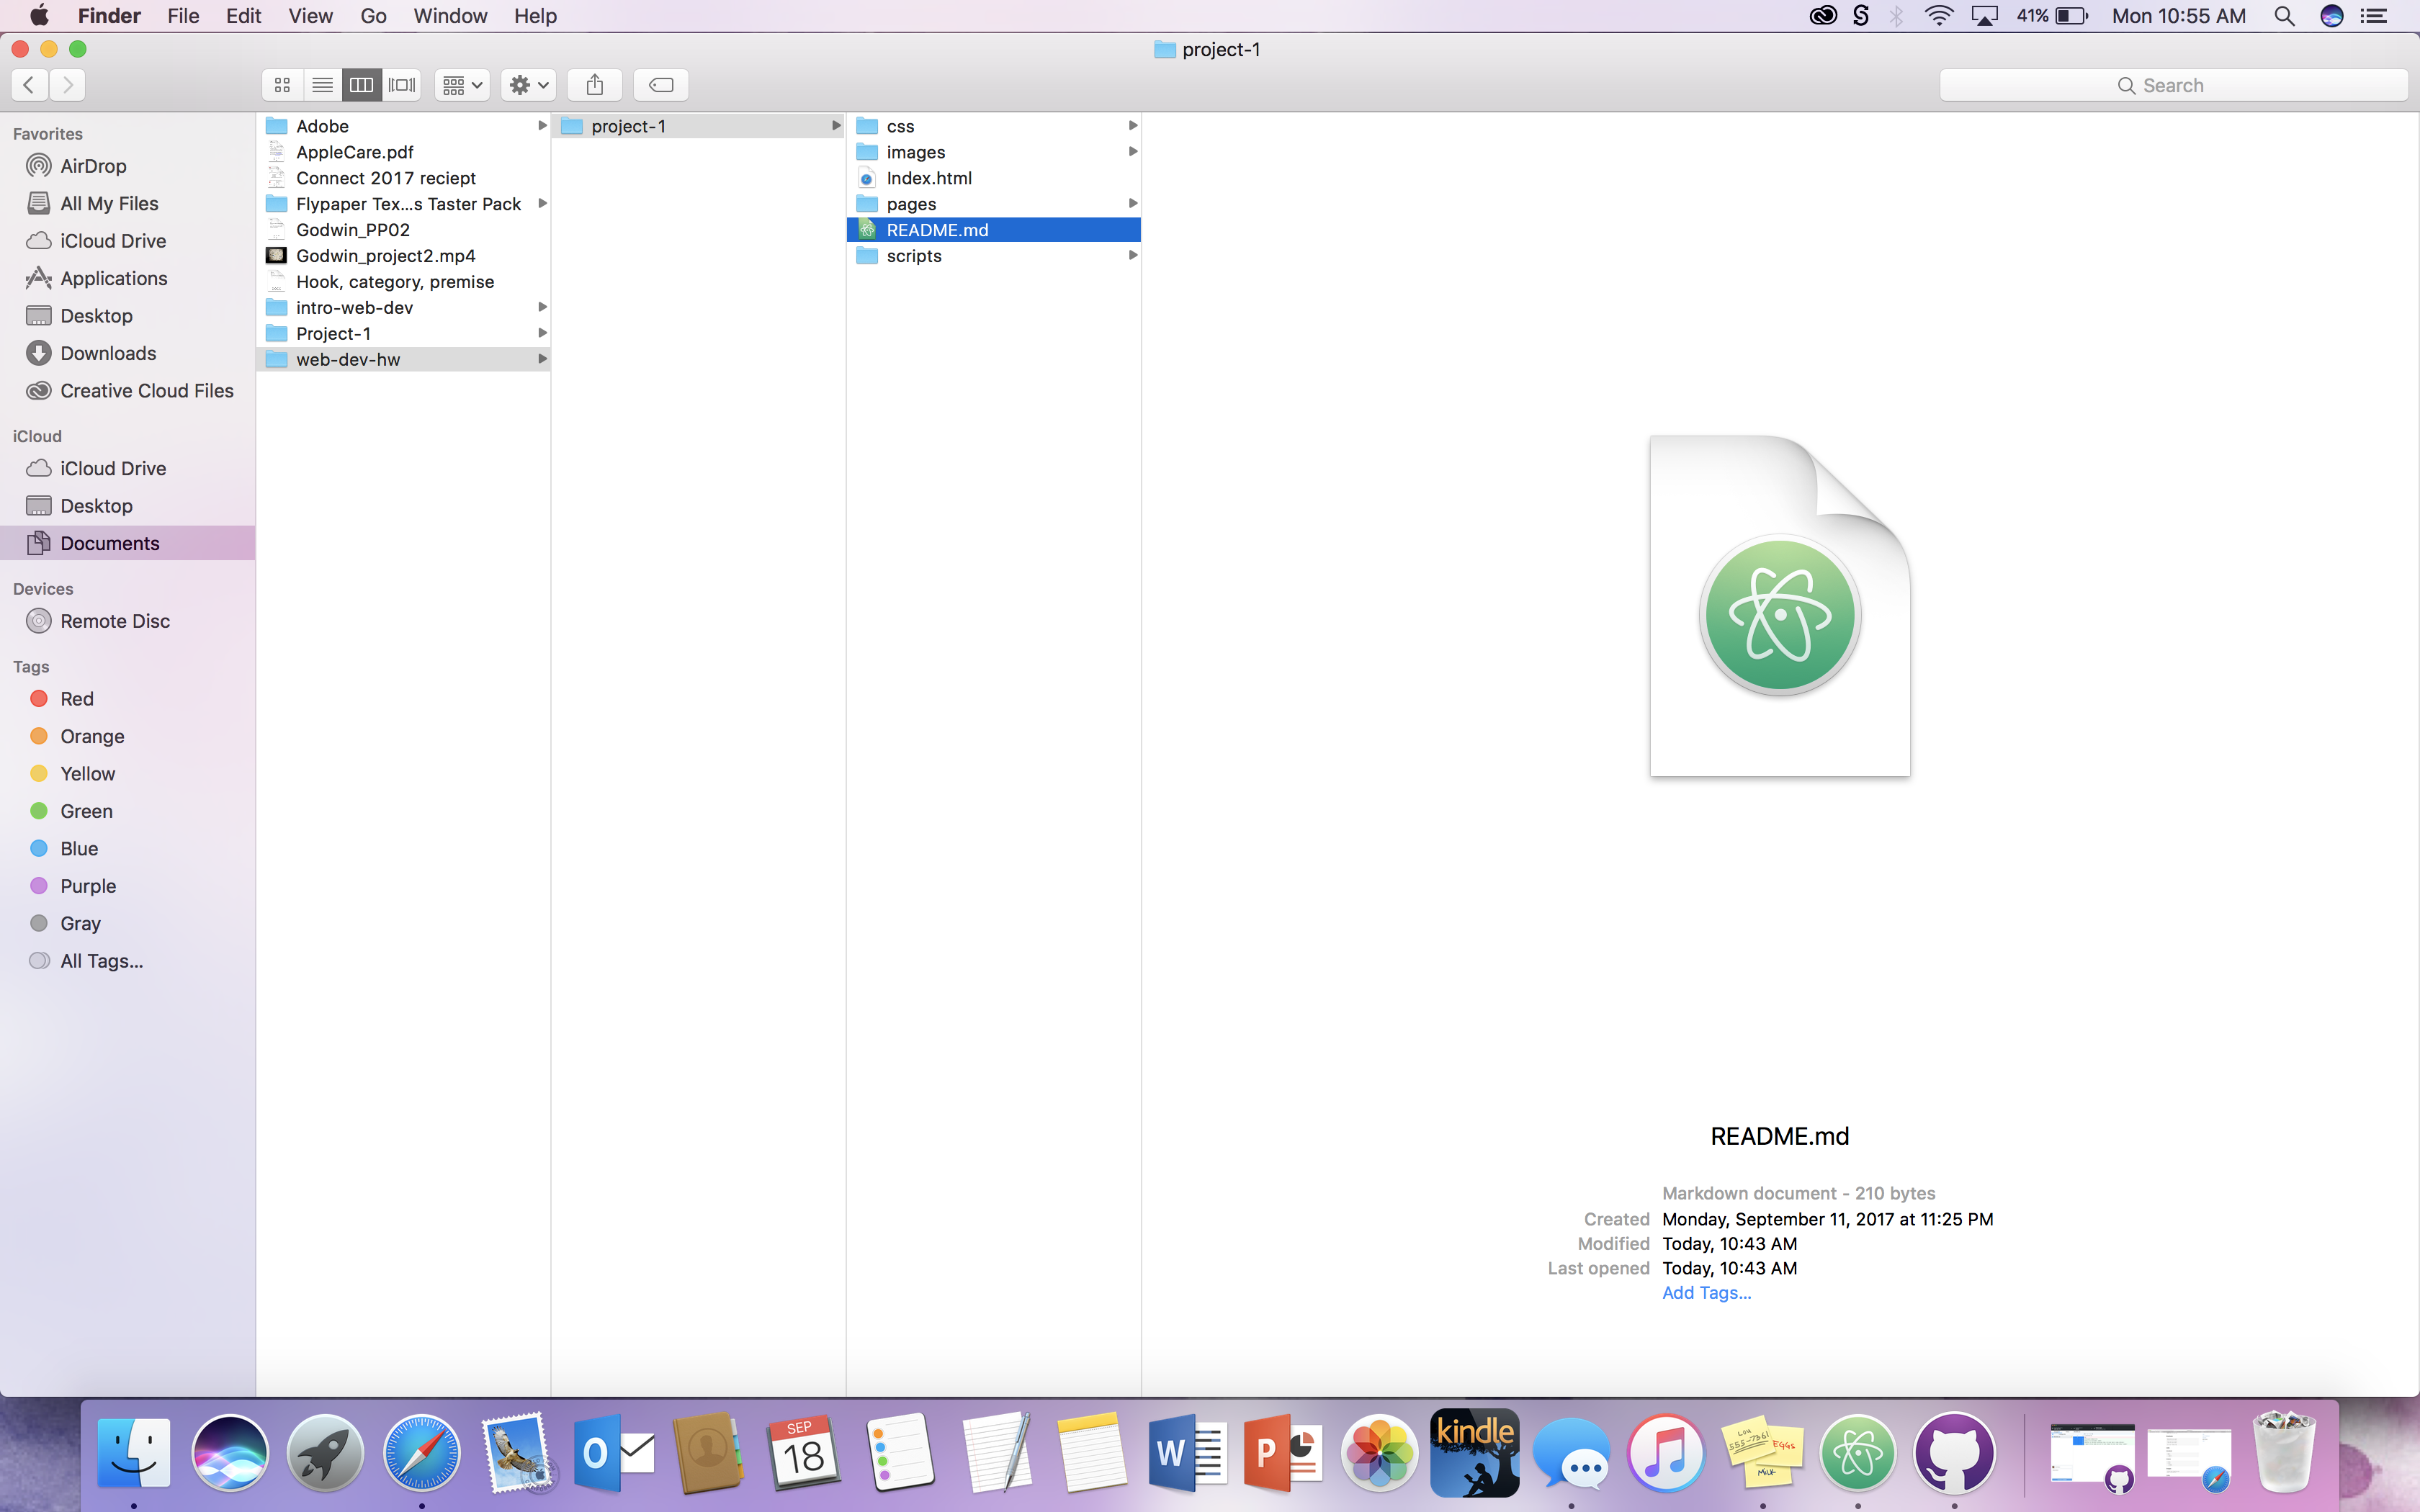 Finder File Edit View Go Window Help 41% Mon 10:55 AM
project-1
Search
Favorites
AirDrop
All My Files
iCloud Drive
Applications
Desktop
Downloads
Creative Cloud Files
iCloud
iCloud Drive
Desktop
Documents
Devices
Remote Disc
Tags
Red
Orange
Yellow
Green
Blue
Purple
Gray
All Tags...
Adobe
AppleCare.pdf
Connect 2017 reciept
Flypaper Tex...s Taster Pack
Godwin_PP02
Godwin_project2.mp4
Hook, category, premise
intro-web-dev
Project-1
web-dev-hw
project-1
css
images
Index.html
pages
README.md
scripts
README.md
Markdown document - 210 bytes
Created Monday, September 11, 2017 at 11:25 PM
Modified Today, 10:43 AM
Last opened Today, 10:43 AM
Add Tags...
SEP
18
kindle
Lou
555-7361
EGGS
MILK